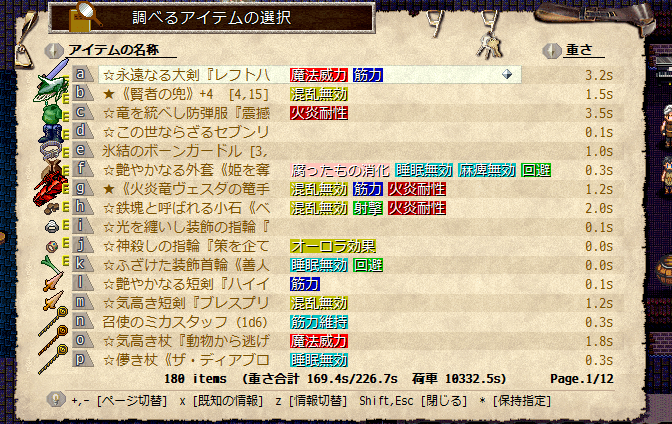 調べるアイテムの選択
アイテムの名称 重さ
a ☆永遠なる大剣『レフトハ 魔法威力 筋力 3.2s
b ★《賢者の兜》+4 [4,15] 混乱無効 1.5s
c ☆竜を統べし防弾服『震撼 火炎耐性 3.5s
d ☆この世ならざるセブンリ 0.1s
e 氷結のボーンガードル [3, 1.0s
f ☆艶やかなる外套《姫を奪 腐ったもの消化 睡眠無効 麻痺無効 回避 0.3s
g ★《火炎竜ヴェスダの篭手 混乱無効 筋力 火炎耐性 1.2s
h ☆鉄塊と呼ばれる小石《ベ 混乱無効 射撃 火炎耐性 2.0s
i ☆光を纏いし装飾の指輪『 0.1s
j ☆神殺しの指輪『策を企て オーロラ効果 0.0s
k ☆ふざけた装飾首輪《善人 睡眠無効 回避 0.0s
l ☆艶やかなる短剣『ハイイ 筋力 0.1s
m ☆気高き短剣『ブレスプリ 混乱無効 1.2s
n 召使のミカスタッフ (1d6) 筋力維持 0.3s
o ☆気高き杖『動物から逃げ 魔法威力 1.8s
p ☆儚き杖《ザ・ディアブロ 睡眠無効 0.3s
180 items (重さ合計 169.4s/226.7s 荷車 10332.5s) Page.1/12
+,- [ページ切替] x [既知の情報] z [情報切替] Shift,Esc [閉じる] * [保持指定]